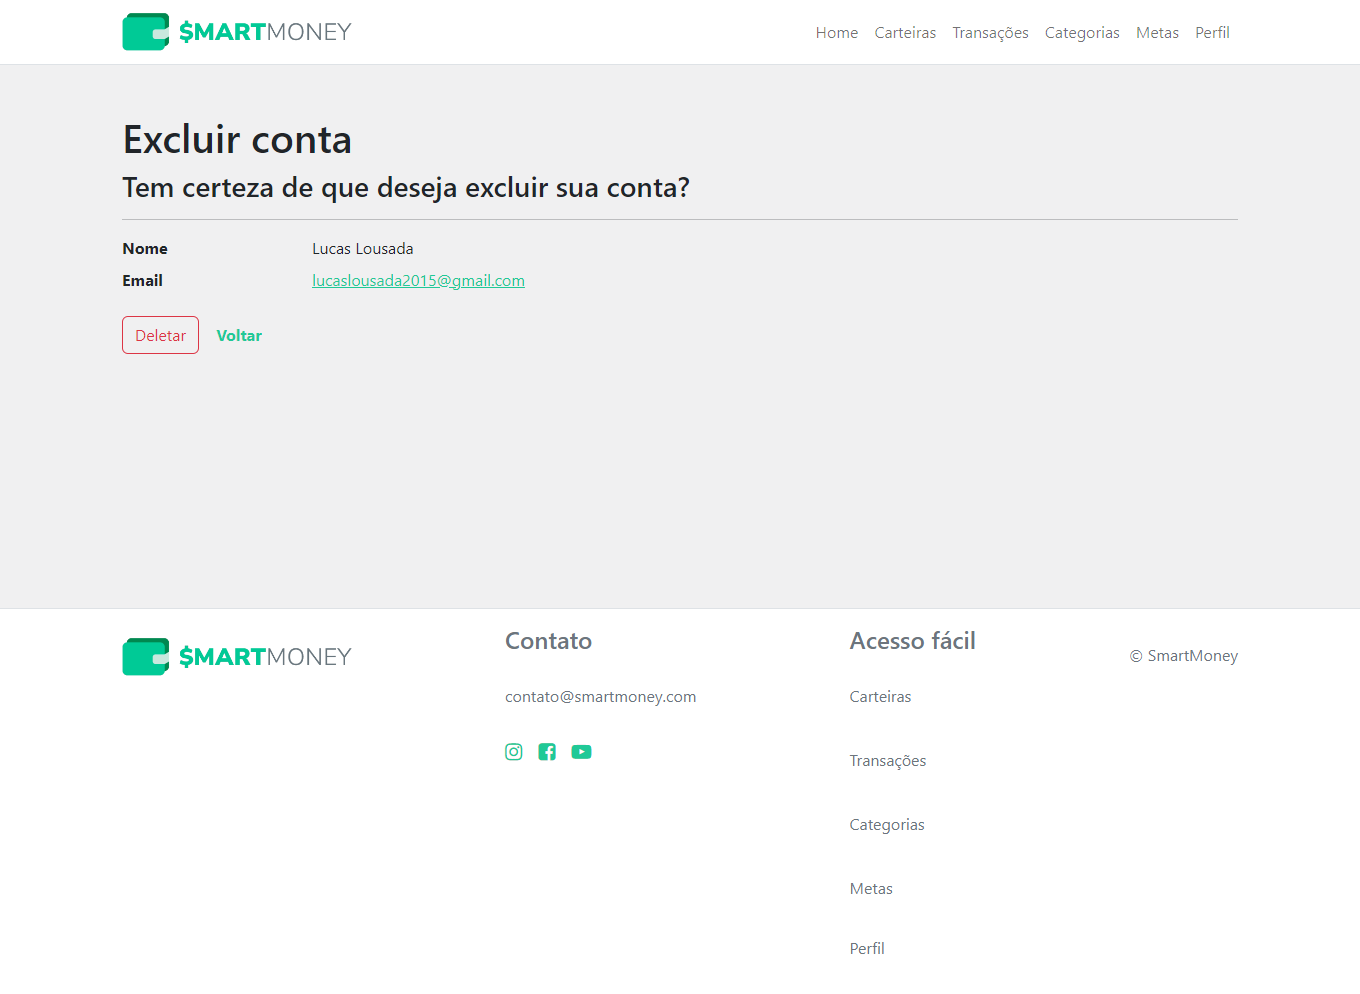 $MARTMONEY
Home Carteiras Transações Categorias Metas Perfil
Excluir conta
Tem certeza de que deseja excluir sua conta?
Nome Lucas Lousada
Email lucaslousada2015@gmail.com
Deletar Voltar
$MARTMONEY
Contato
contato@smartmoney.com
Acesso fácil
Carteiras
Transações
Categorias
Metas
Perfil
© SmartMoney